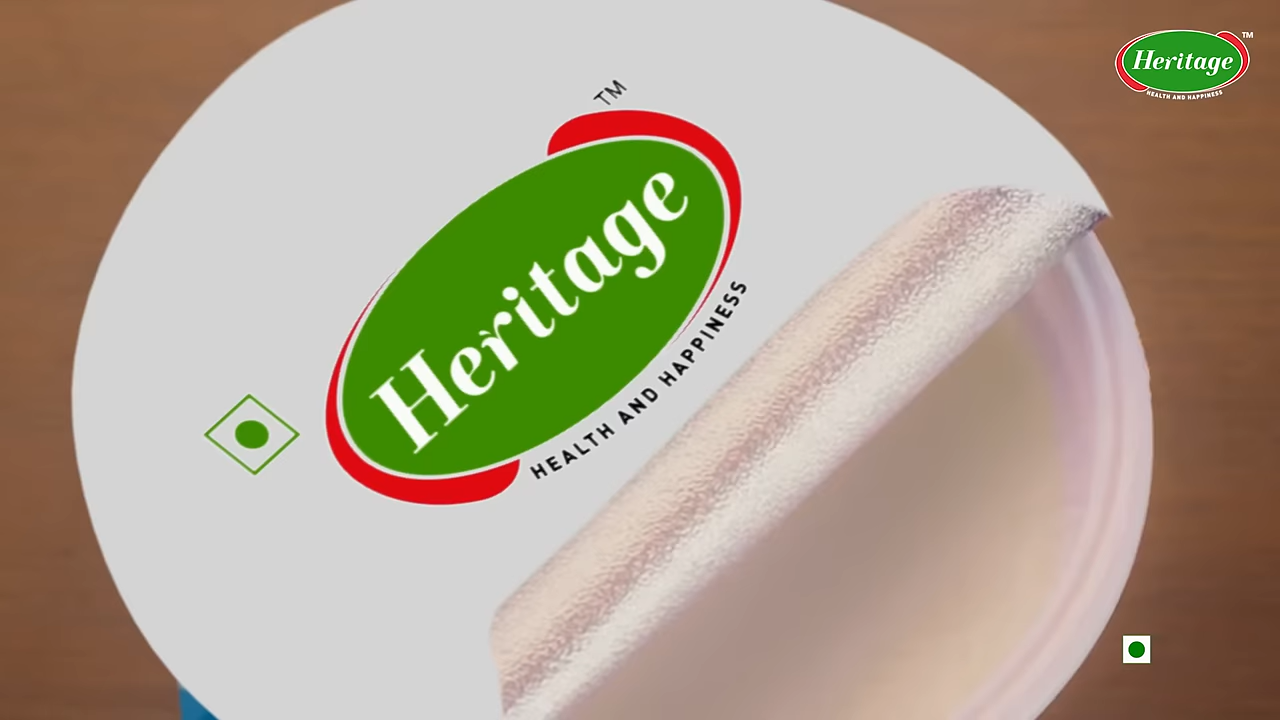 TM
Heritage
HEALTH AND HAPPINESS
Heritage TM
HEALTH AND HAPPINESS